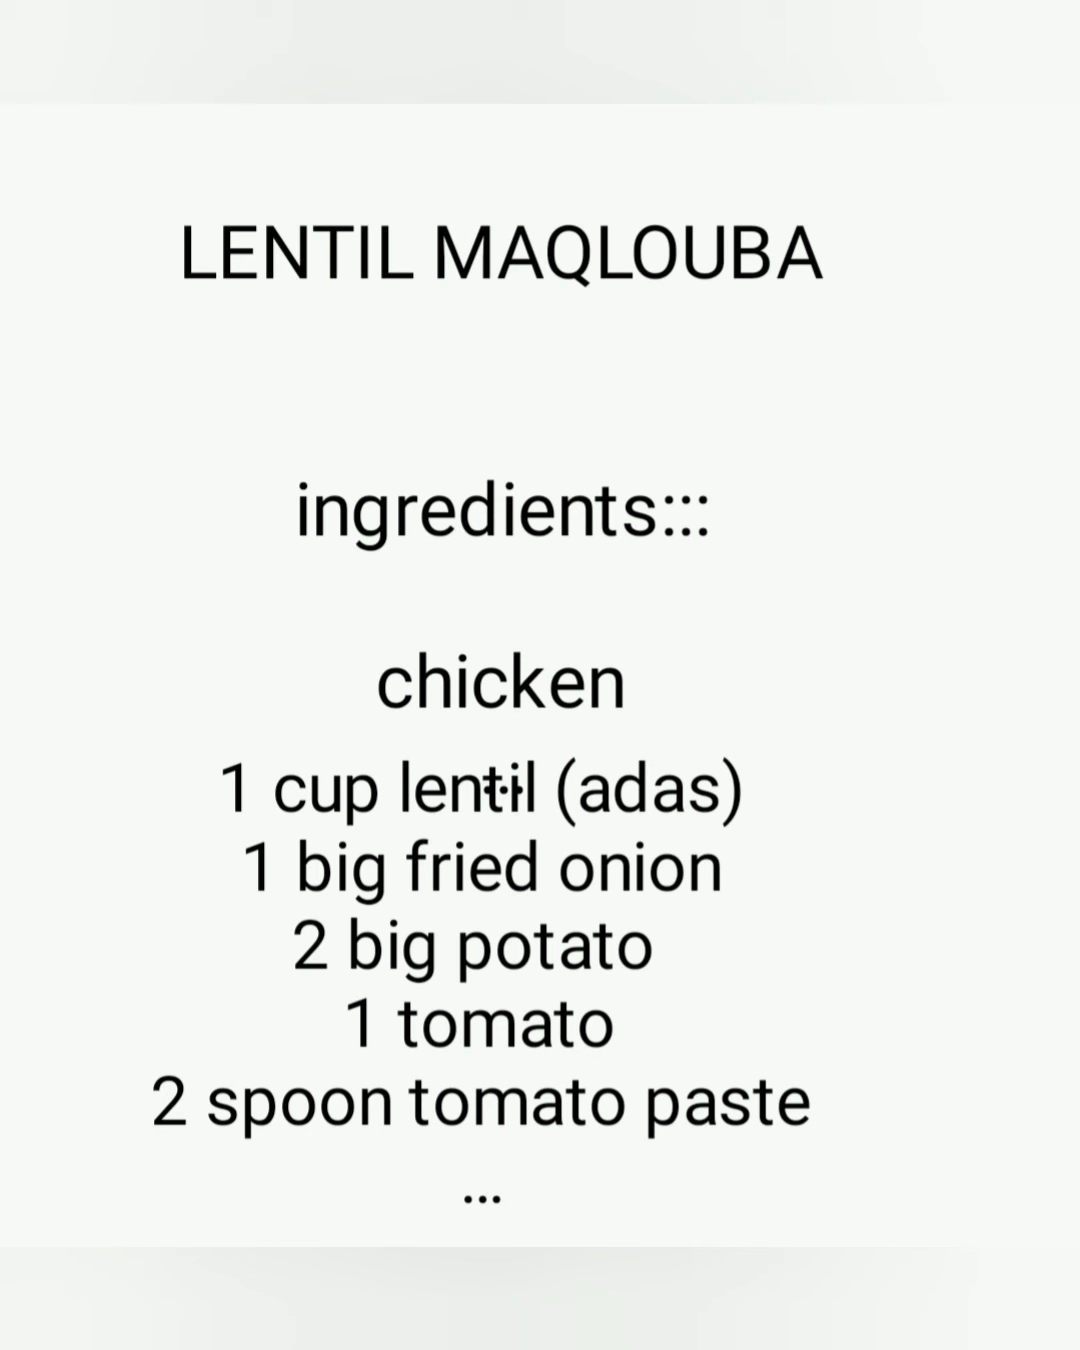 LENTIL MAQLOUBA
ingredients:::
chicken
1 cup lentil (adas)
1 big fried onion
2 big potato
1 tomato
2 spoon tomato paste
...